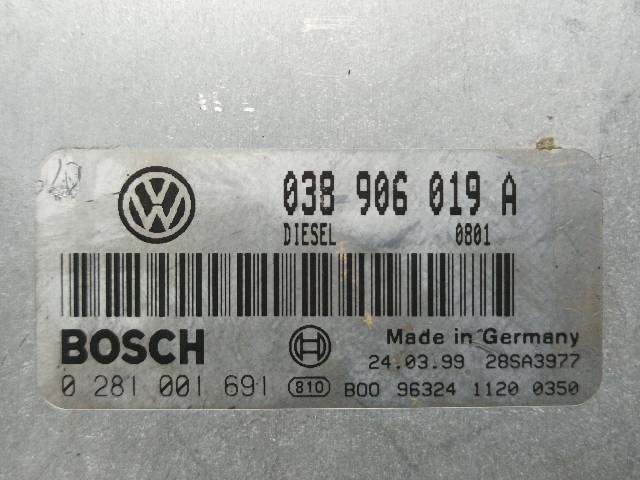 038 906 019 A
DIESEL 0801
BOSCH
Made in Germany
24.03.99 28SA3977
0 281 001 691 810 B00 96324 1120 0350